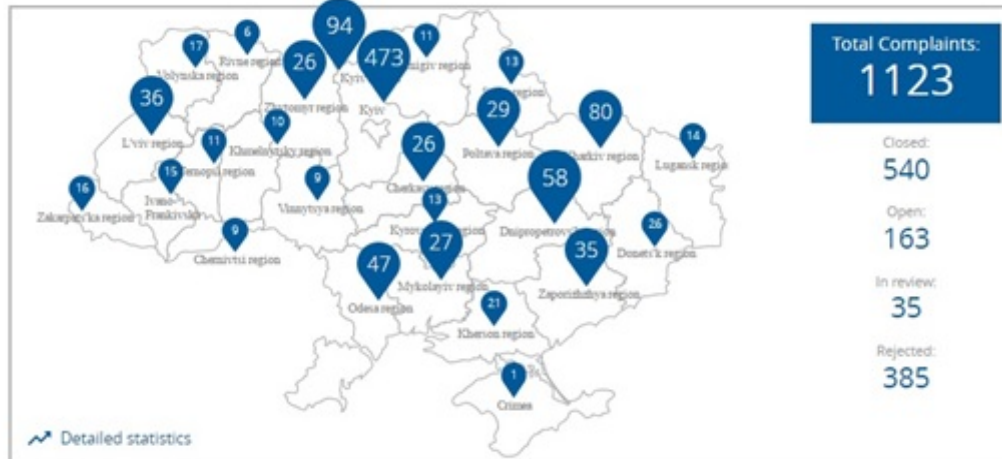 94
6
11
473
17
Rivne region
26
13
Volynska region
Kyiv
36
Zhytomyr region
29
80
10
14
L'viv region
11
Khmelnytsky region
26
Poltava region
Kharkiv region
Lugansk region
15
Ternopil region
9
58
16
Ivano-
Frankivsk
Vinnytsya region
13
Zakarpats'ka region
9
27
26
Chernivtsi region
47
35
Donets'k region
Mykolayiv region
Zaporizhzhya region
Odesa region
21
Kherson region
1
Crimea
Detailed statistics
Total Complaints:
1123
Closed:
540
Open:
163
In review:
35
Rejected:
385